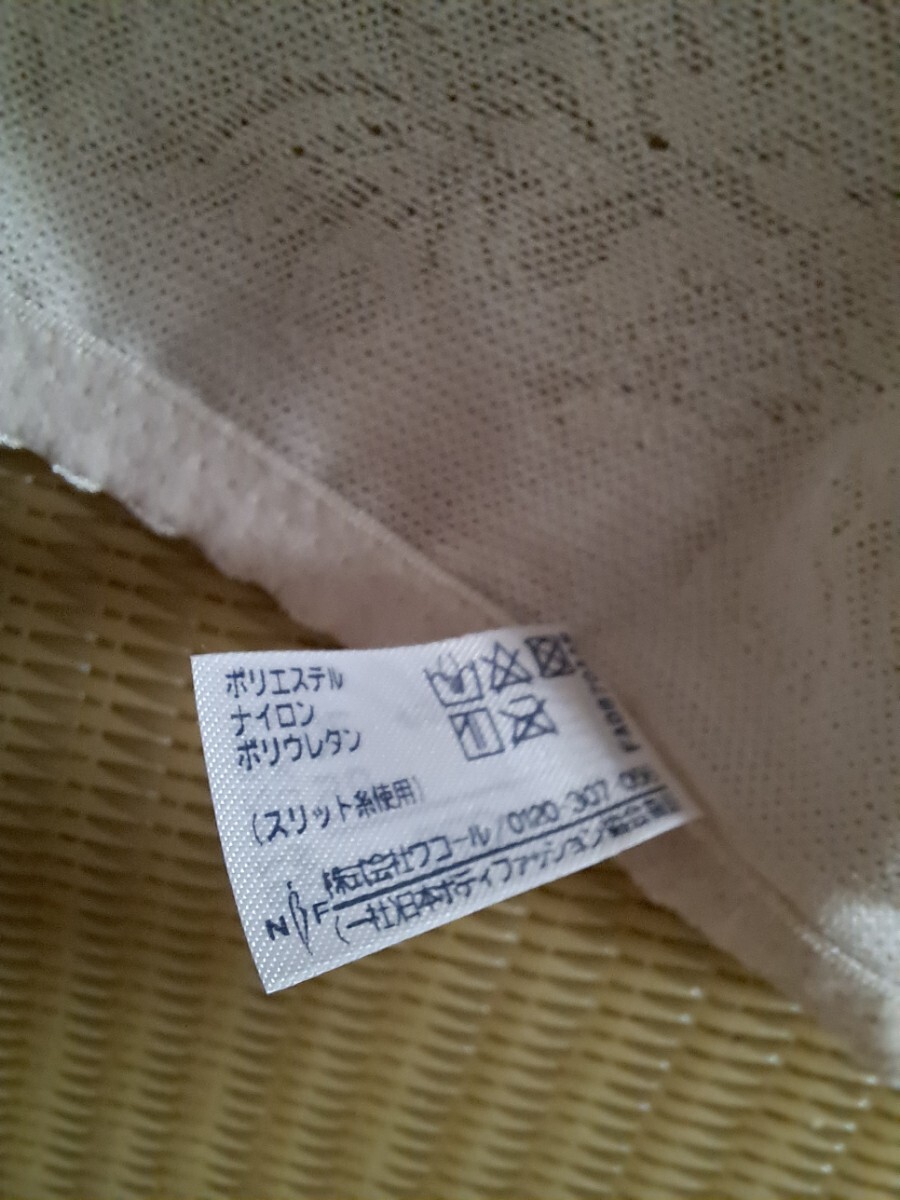 ポリエステル
ナイロン
ポリウレタン
(スリット糸使用)
株式会社ワコール/0120-307-056
(一社)日本ボディファッション協会